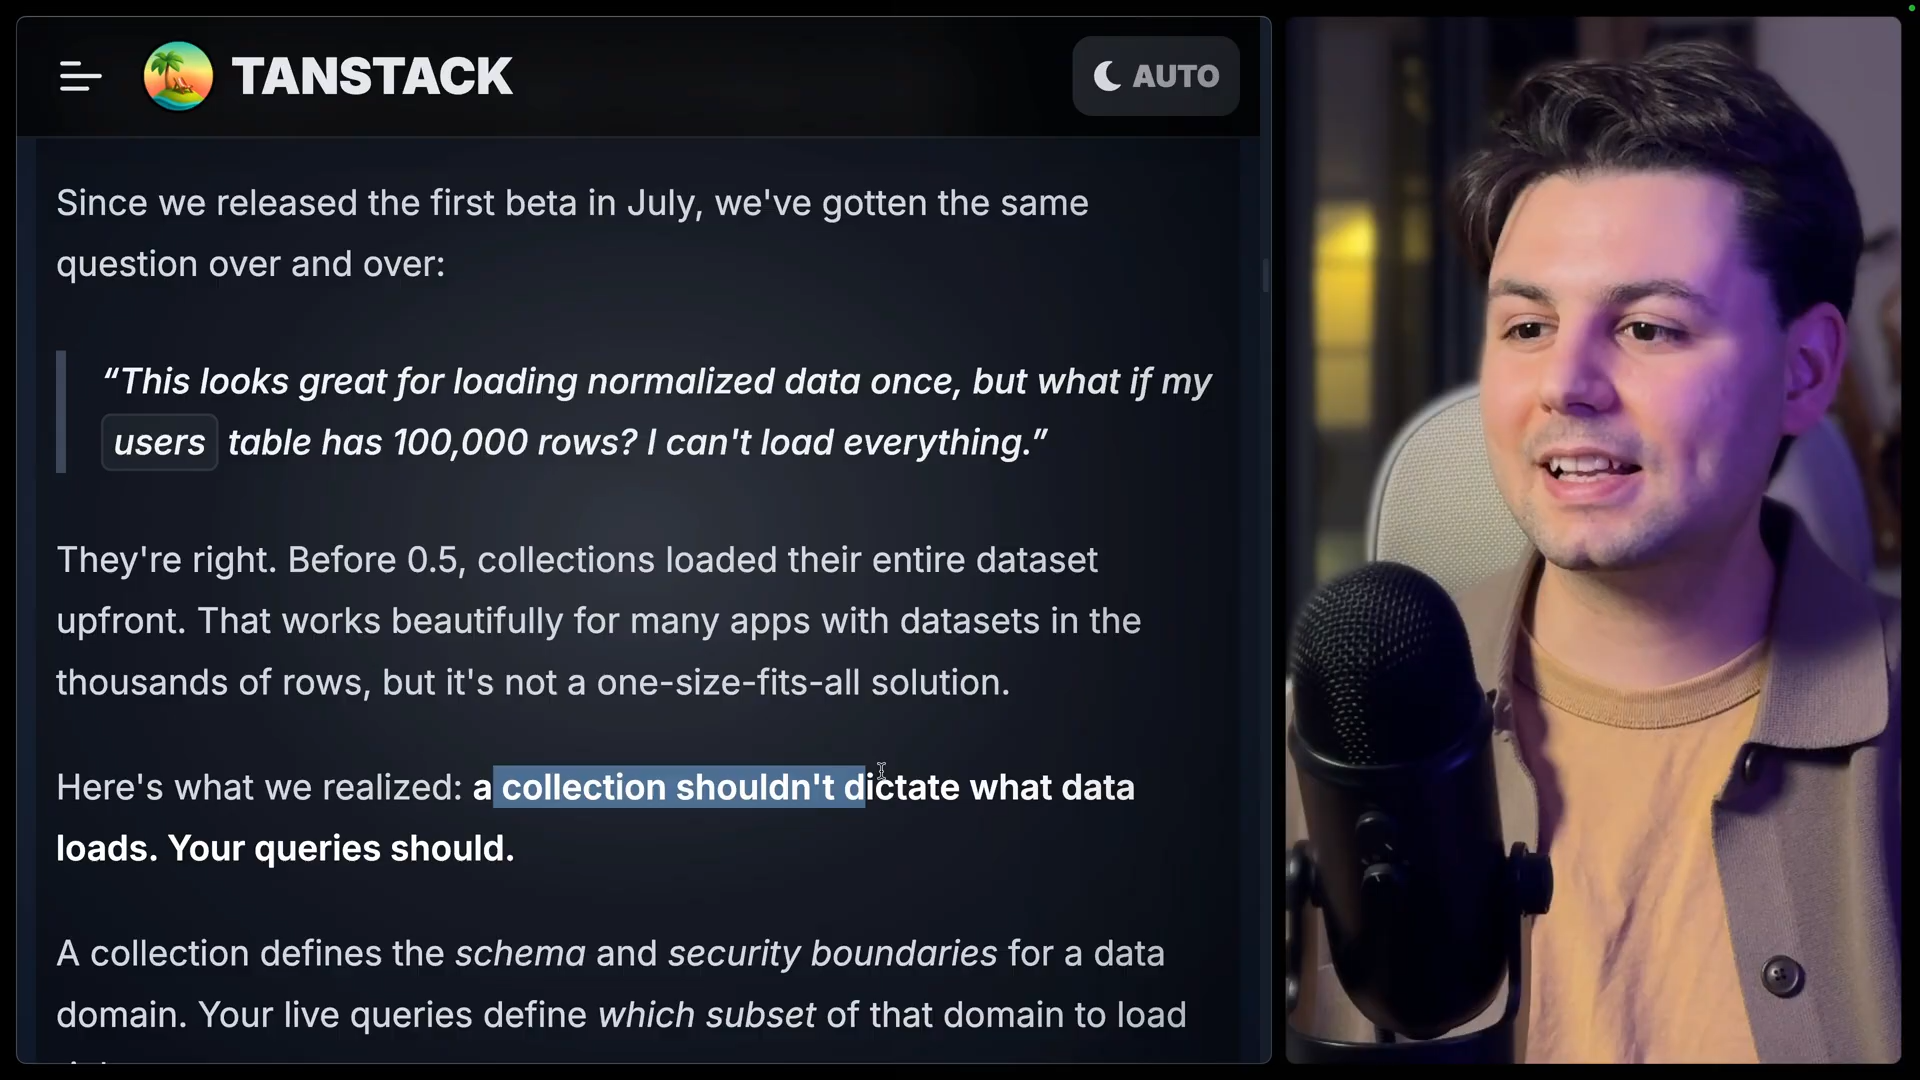 TANSTACK
AUTO
Since we released the first beta in July, we've gotten the same
question over and over:
“This looks great for loading normalized data once, but what if my
users table has 100,000 rows? I can't load everything.”
They're right. Before 0.5, collections loaded their entire dataset
upfront. That works beautifully for many apps with datasets in the
thousands of rows, but it's not a one-size-fits-all solution.
Here's what we realized: a collection shouldn't dictate what data
loads. Your queries should.
A collection defines the schema and security boundaries for a data
domain. Your live queries define which subset of that domain to load